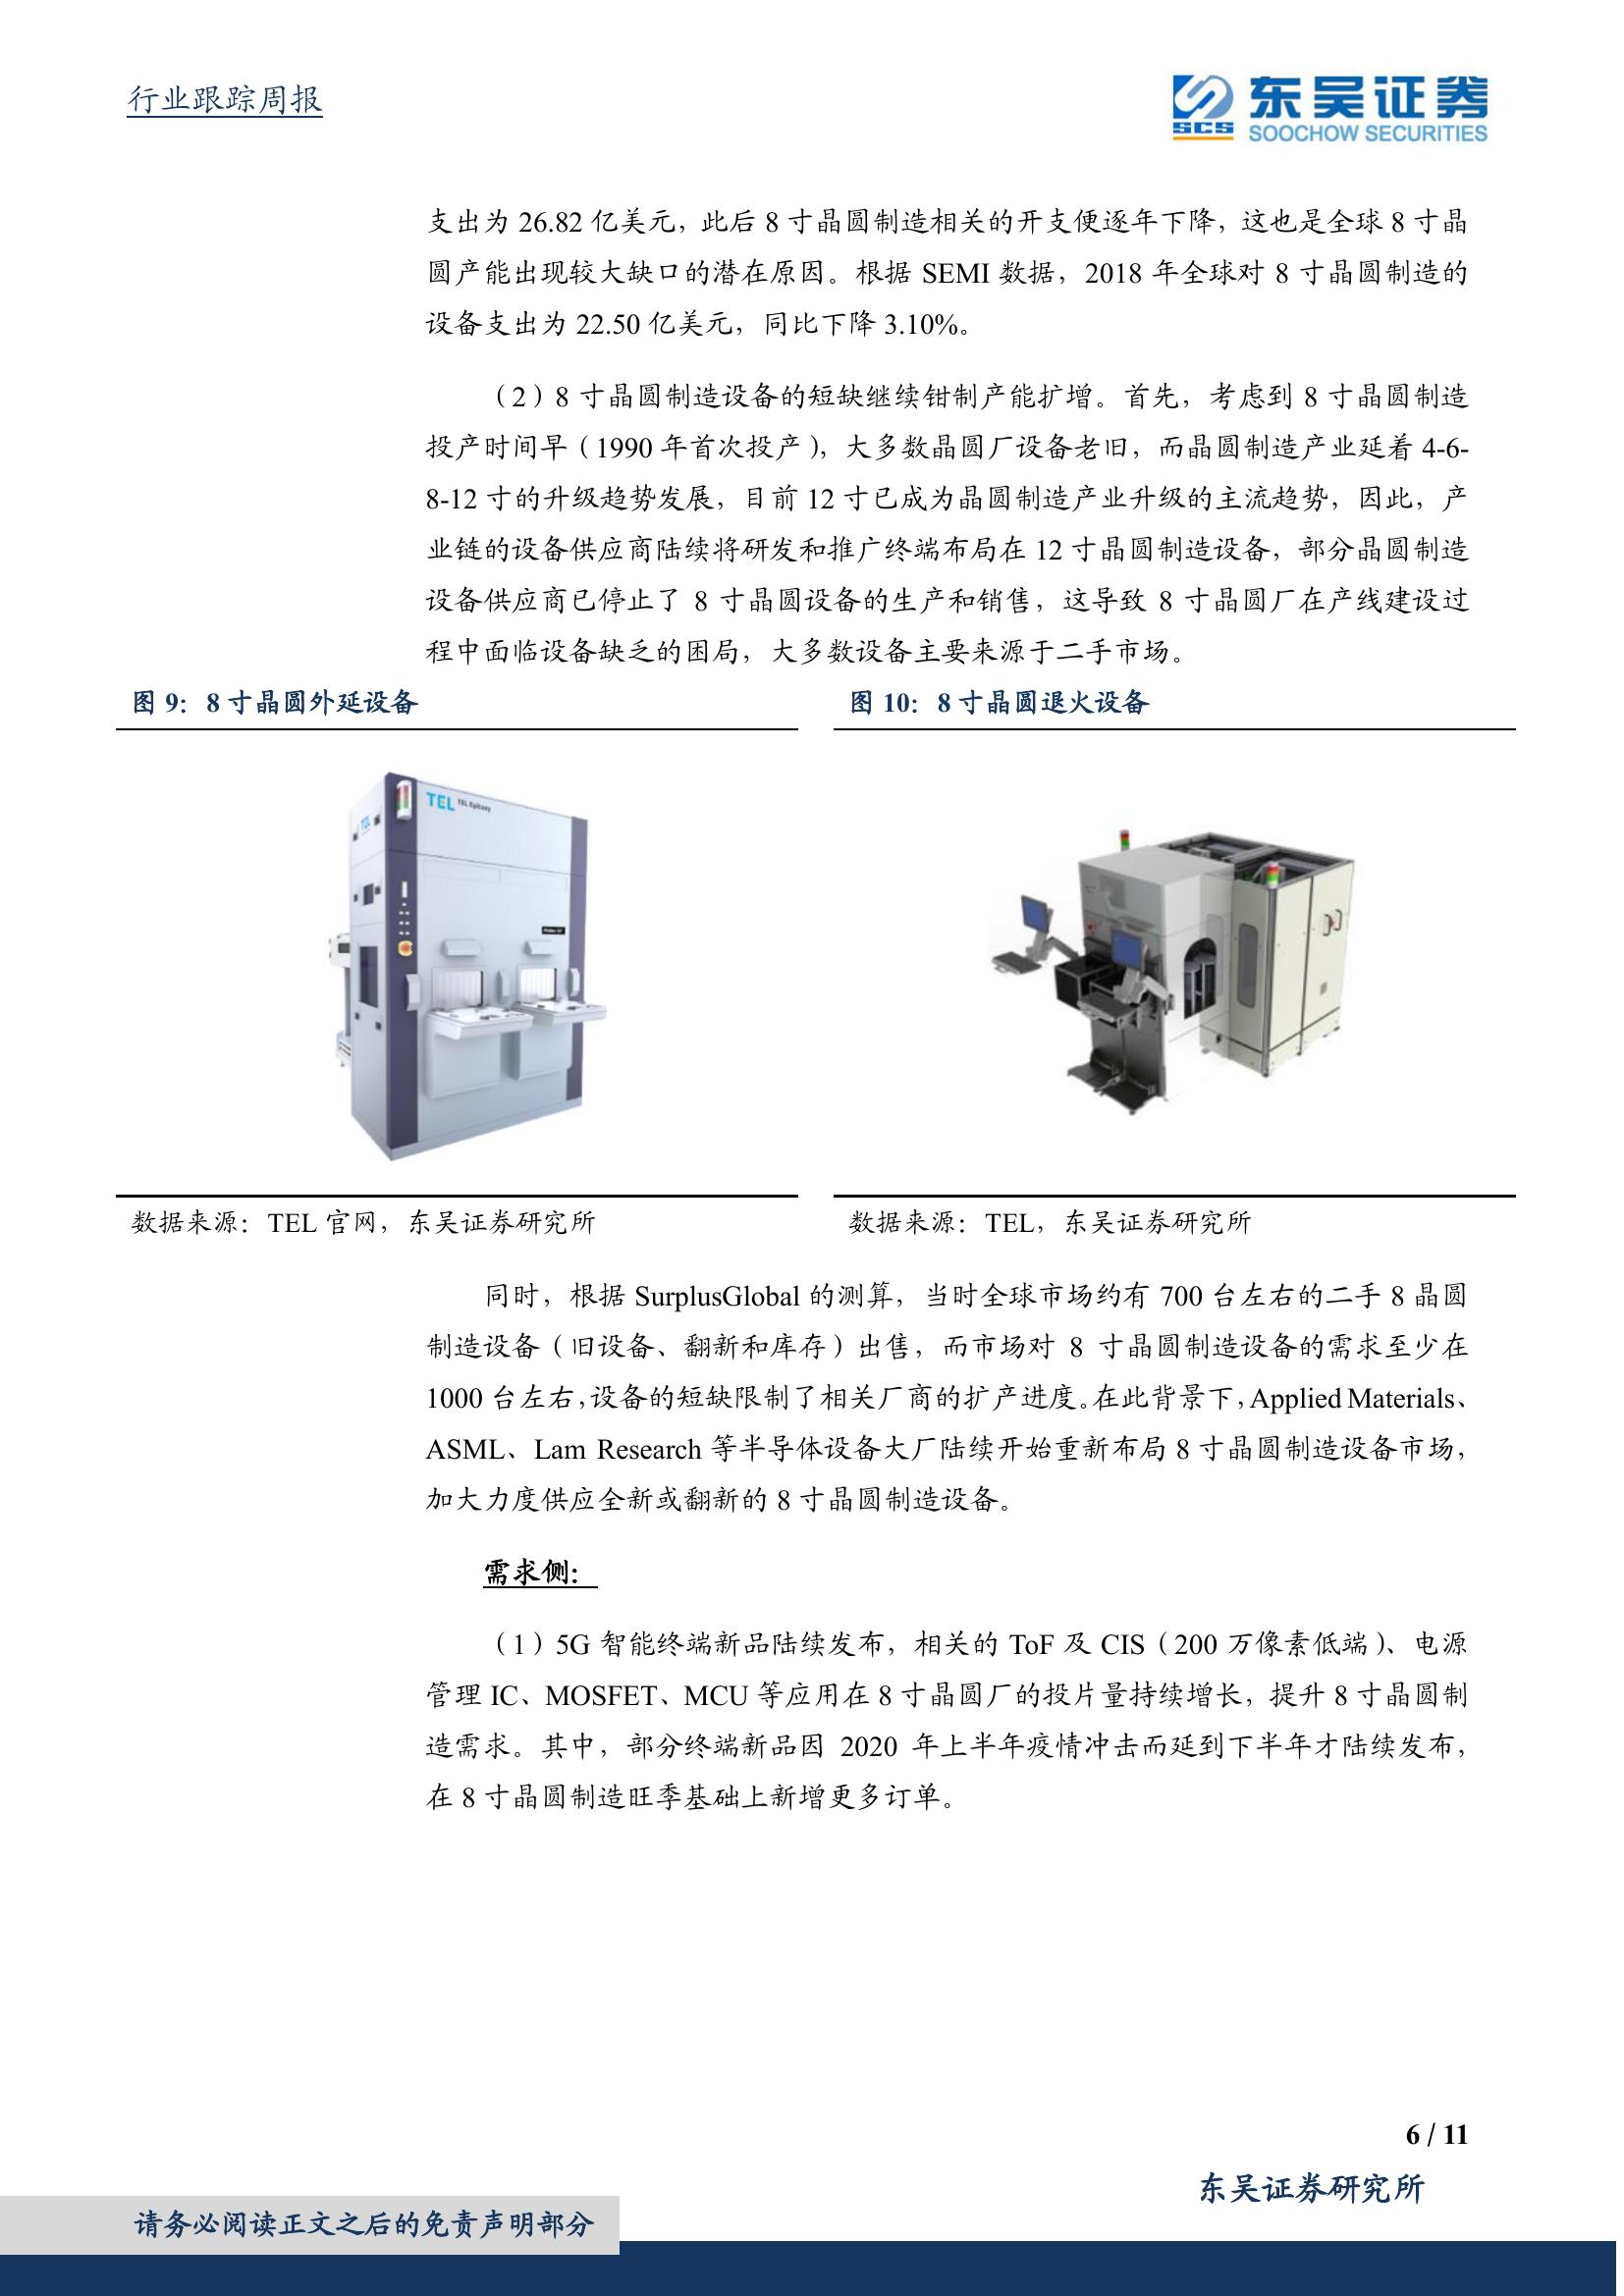 行业跟踪周报
SCS 东吴证券
SOOCHOW SECURITIES
支出为 26.82 亿美元，此后 8 寸晶圆制造相关的开支便逐年下降，这也是全球 8 寸晶
圆产能出现较大缺口的潜在原因。根据 SEMI 数据，2018 年全球对 8 寸晶圆制造的
设备支出为 22.50 亿美元，同比下降 3.10%。
（2）8 寸晶圆制造设备的短缺继续钳制产能扩增。首先，考虑到 8 寸晶圆制造
投产时间早（1990 年首次投产），大多数晶圆厂设备老旧，而晶圆制造产业延着 4-6-
8-12 寸的升级趋势发展，目前 12 寸已成为晶圆制造产业升级的主流趋势，因此，产
业链的设备供应商陆续将研发和推广终端布局在 12 寸晶圆制造设备，部分晶圆制造
设备供应商已停止了 8 寸晶圆设备的生产和销售，这导致 8 寸晶圆厂在产线建设过
程中面临设备缺乏的困局，大多数设备主要来源于二手市场。
图 9：8 寸晶圆外延设备
图 10：8 寸晶圆退火设备
TEL TEL Epitaxy
TEL
数据来源：TEL 官网，东吴证券研究所
数据来源：TEL，东吴证券研究所
同时，根据 SurplusGlobal 的测算，当时全球市场约有 700 台左右的二手 8 晶圆
制造设备（旧设备、翻新和库存）出售，而市场对 8 寸晶圆制造设备的需求至少在
1000 台左右，设备的短缺限制了相关厂商的扩产进度。在此背景下，Applied Materials、
ASML、Lam Research 等半导体设备大厂陆续开始重新布局 8 寸晶圆制造设备市场，
加大力度供应全新或翻新的 8 寸晶圆制造设备。
需求侧：
（1）5G 智能终端新品陆续发布，相关的 ToF 及 CIS（200 万像素低端）、电源
管理 IC、MOSFET、MCU 等应用在 8 寸晶圆厂的投片量持续增长，提升 8 寸晶圆制
造需求。其中，部分终端新品因 2020 年上半年疫情冲击而延到下半年才陆续发布，
在 8 寸晶圆制造旺季基础上新增更多订单。
6 / 11
东吴证券研究所
请务必阅读正文之后的免责声明部分